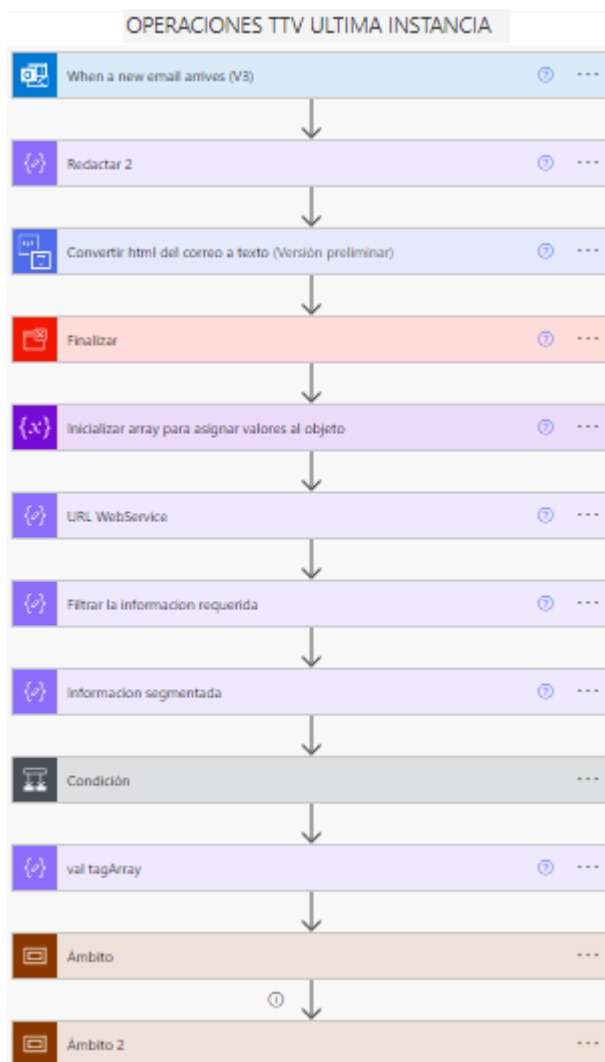 OPERACIONES TTV ULTIMA INSTANCIA
When a new email arrives (V3)
Redactar 2
Convertir html del correo a texto (Versión preliminar)
Finalizar
Inicializar array para asignar valores al objeto
URL WebService
Filtrar la informacion requerida
Informacion segmentada
Condición
val tagArray
Ámbito
Ámbito 2